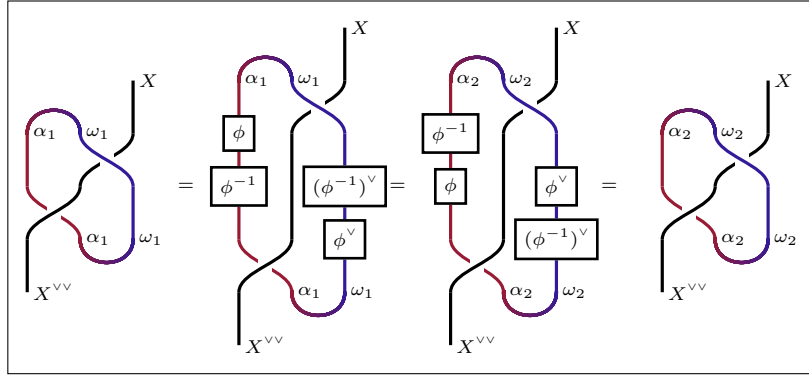 X
α₁ ω₁
α₁ ω₁
X^∨∨
=
X
α₁ ω₁
ϕ
ϕ⁻¹ (ϕ⁻¹)^∨
ϕ^∨
α₁ ω₁
X^∨∨
=
X
α₂ ω₂
ϕ⁻¹
ϕ ϕ^∨
(ϕ⁻¹)^∨
α₂ ω₂
X^∨∨
=
X
α₂ ω₂
α₂ ω₂
X^∨∨